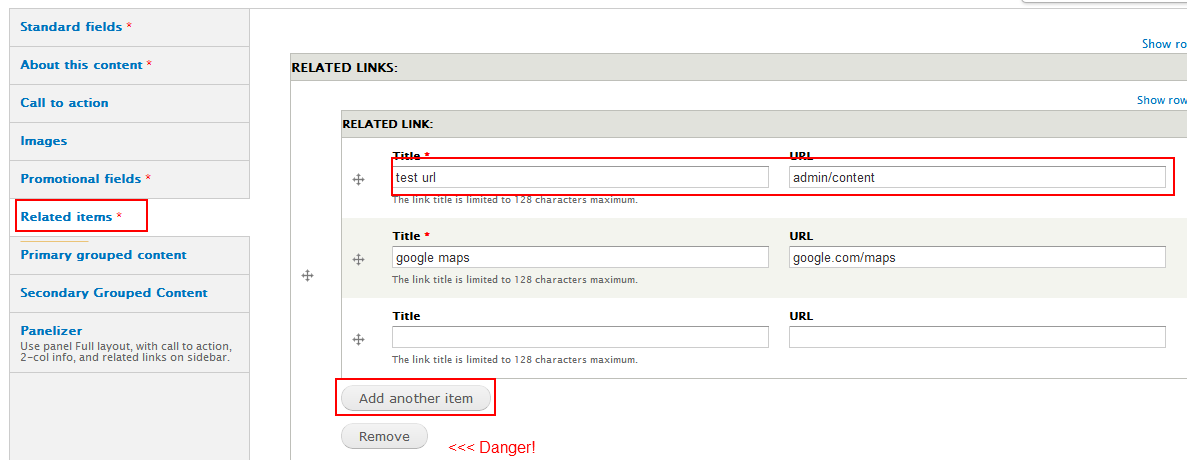 Standard fields *
About this content *
Call to action
Images
Promotional fields *
Related items *
Primary grouped content
Secondary Grouped Content
Panelizer
Use panel Full layout, with call to action,
2-col info, and related links on sidebar.
Show ro
RELATED LINKS:
Show row
RELATED LINK:
Title * URL
test url admin/content
The link title is limited to 128 characters maximum.
Title * URL
google maps google.com/maps
The link title is limited to 128 characters maximum.
Title URL
The link title is limited to 128 characters maximum.
Add another item
Remove <<< Danger!